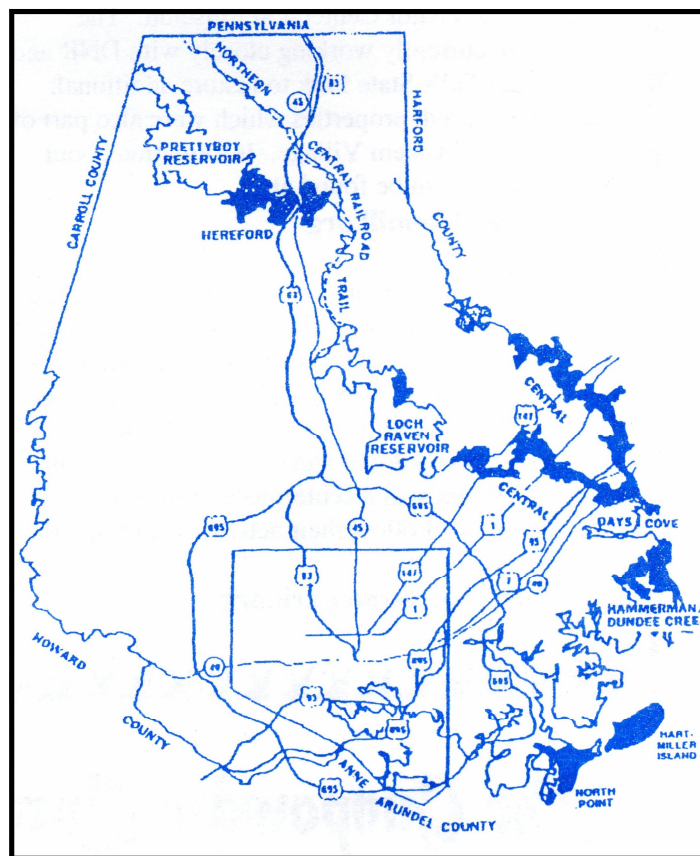 PENNSYLVANIA
NORTHERN
45
83
HARFORD
CARROLL COUNTY
PRETTYBOY
RESERVOIR
CENTRAL RAILROAD
HEREFORD
COUNTY
83
TRAIL
CENTRAL
147
LOCH
RAVEN
RESERVOIR
CENTRAL
695
695
45
1
95
DAYS COVE
83
147
1
7
40
HAMMERMAN/
DUNDEE CREE
HOWARD
40
895
695
95
COUNTY
895
HART-
MILLER
ISLAND
695
ANNE ARUNDEL COUNTY
NORTH
POINT